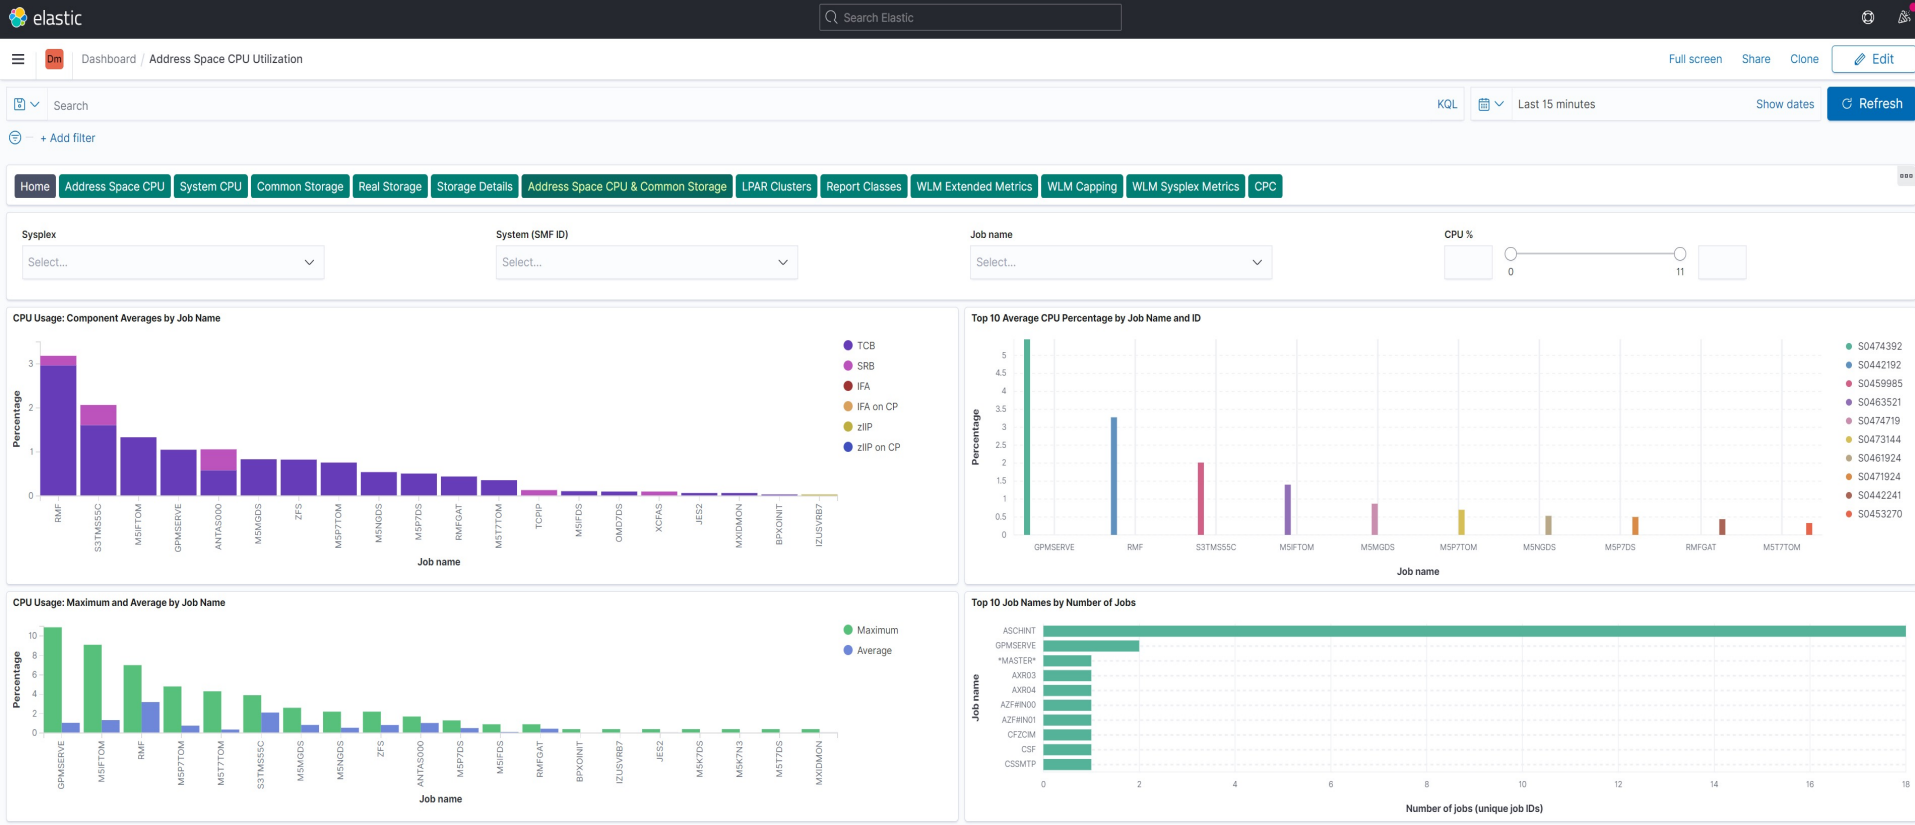 elastic
Search Elastic
Dm Dashboard / Address Space CPU Utilization
Full screen Share Clone Edit
Search KQL Last 15 minutes Show dates Refresh
+ Add filter
Home Address Space CPU System CPU Common Storage Real Storage Storage Details Address Space CPU & Common Storage LPAR Clusters Report Classes WLM Extended Metrics WLM Capping WLM Sysplex Metrics CPC
Sysplex System (SMF ID) Job name CPU %
Select... Select... Select...
0 11
CPU Usage: Component Averages by Job Name
Percentage
3
2
1
0
RMF
S3TMS55C
M5IFTOM
GPMSERVE
ANTAS000
M5MGDS
ZFS
M5P7TOM
M5NGDS
M5P7DS
RMFGAT
M5T7TOM
TCPIP
M5IFDS
OMD7DS
XCFAS
JES2
MXIDMON
BPXOINIT
IZUSVRB7
Job name
TCB
SRB
IFA
IFA on CP
zIIP
zIIP on CP
Top 10 Average CPU Percentage by Job Name and ID
Percentage
5
4.5
4
3.5
3
2.5
2
1.5
1
0.5
0
GPMSERVE RMF S3TMS55C M5IFTOM M5MGDS M5P7TOM M5NGDS M5P7DS RMFGAT M5T7TOM
Job name
S0474392
S0442192
S0459985
S0463521
S0474719
S0473144
S0461924
S0471924
S0442241
S0453270
CPU Usage: Maximum and Average by Job Name
Percentage
10
8
6
4
2
0
GPMSERVE
M5IFTOM
RMF
M5P7TOM
M5T7TOM
S3TMS55C
M5MGDS
M5NGDS
ZFS
ANTAS000
M5P7DS
M5IFDS
RMFGAT
BPXOINIT
IZUSVRB7
JES2
M5K7DS
M5K7N3
M5T7DS
MXIDMON
Job name
Maximum
Average
Top 10 Job Names by Number of Jobs
Job name
ASCHINT
GPMSERVE
*MASTER*
AXR03
AXR04
AZF#IN00
AZF#IN01
CFZCIM
CSF
CSSMTP
0 2 4 6 8 10 12 14 16 18
Number of jobs (unique job IDs)